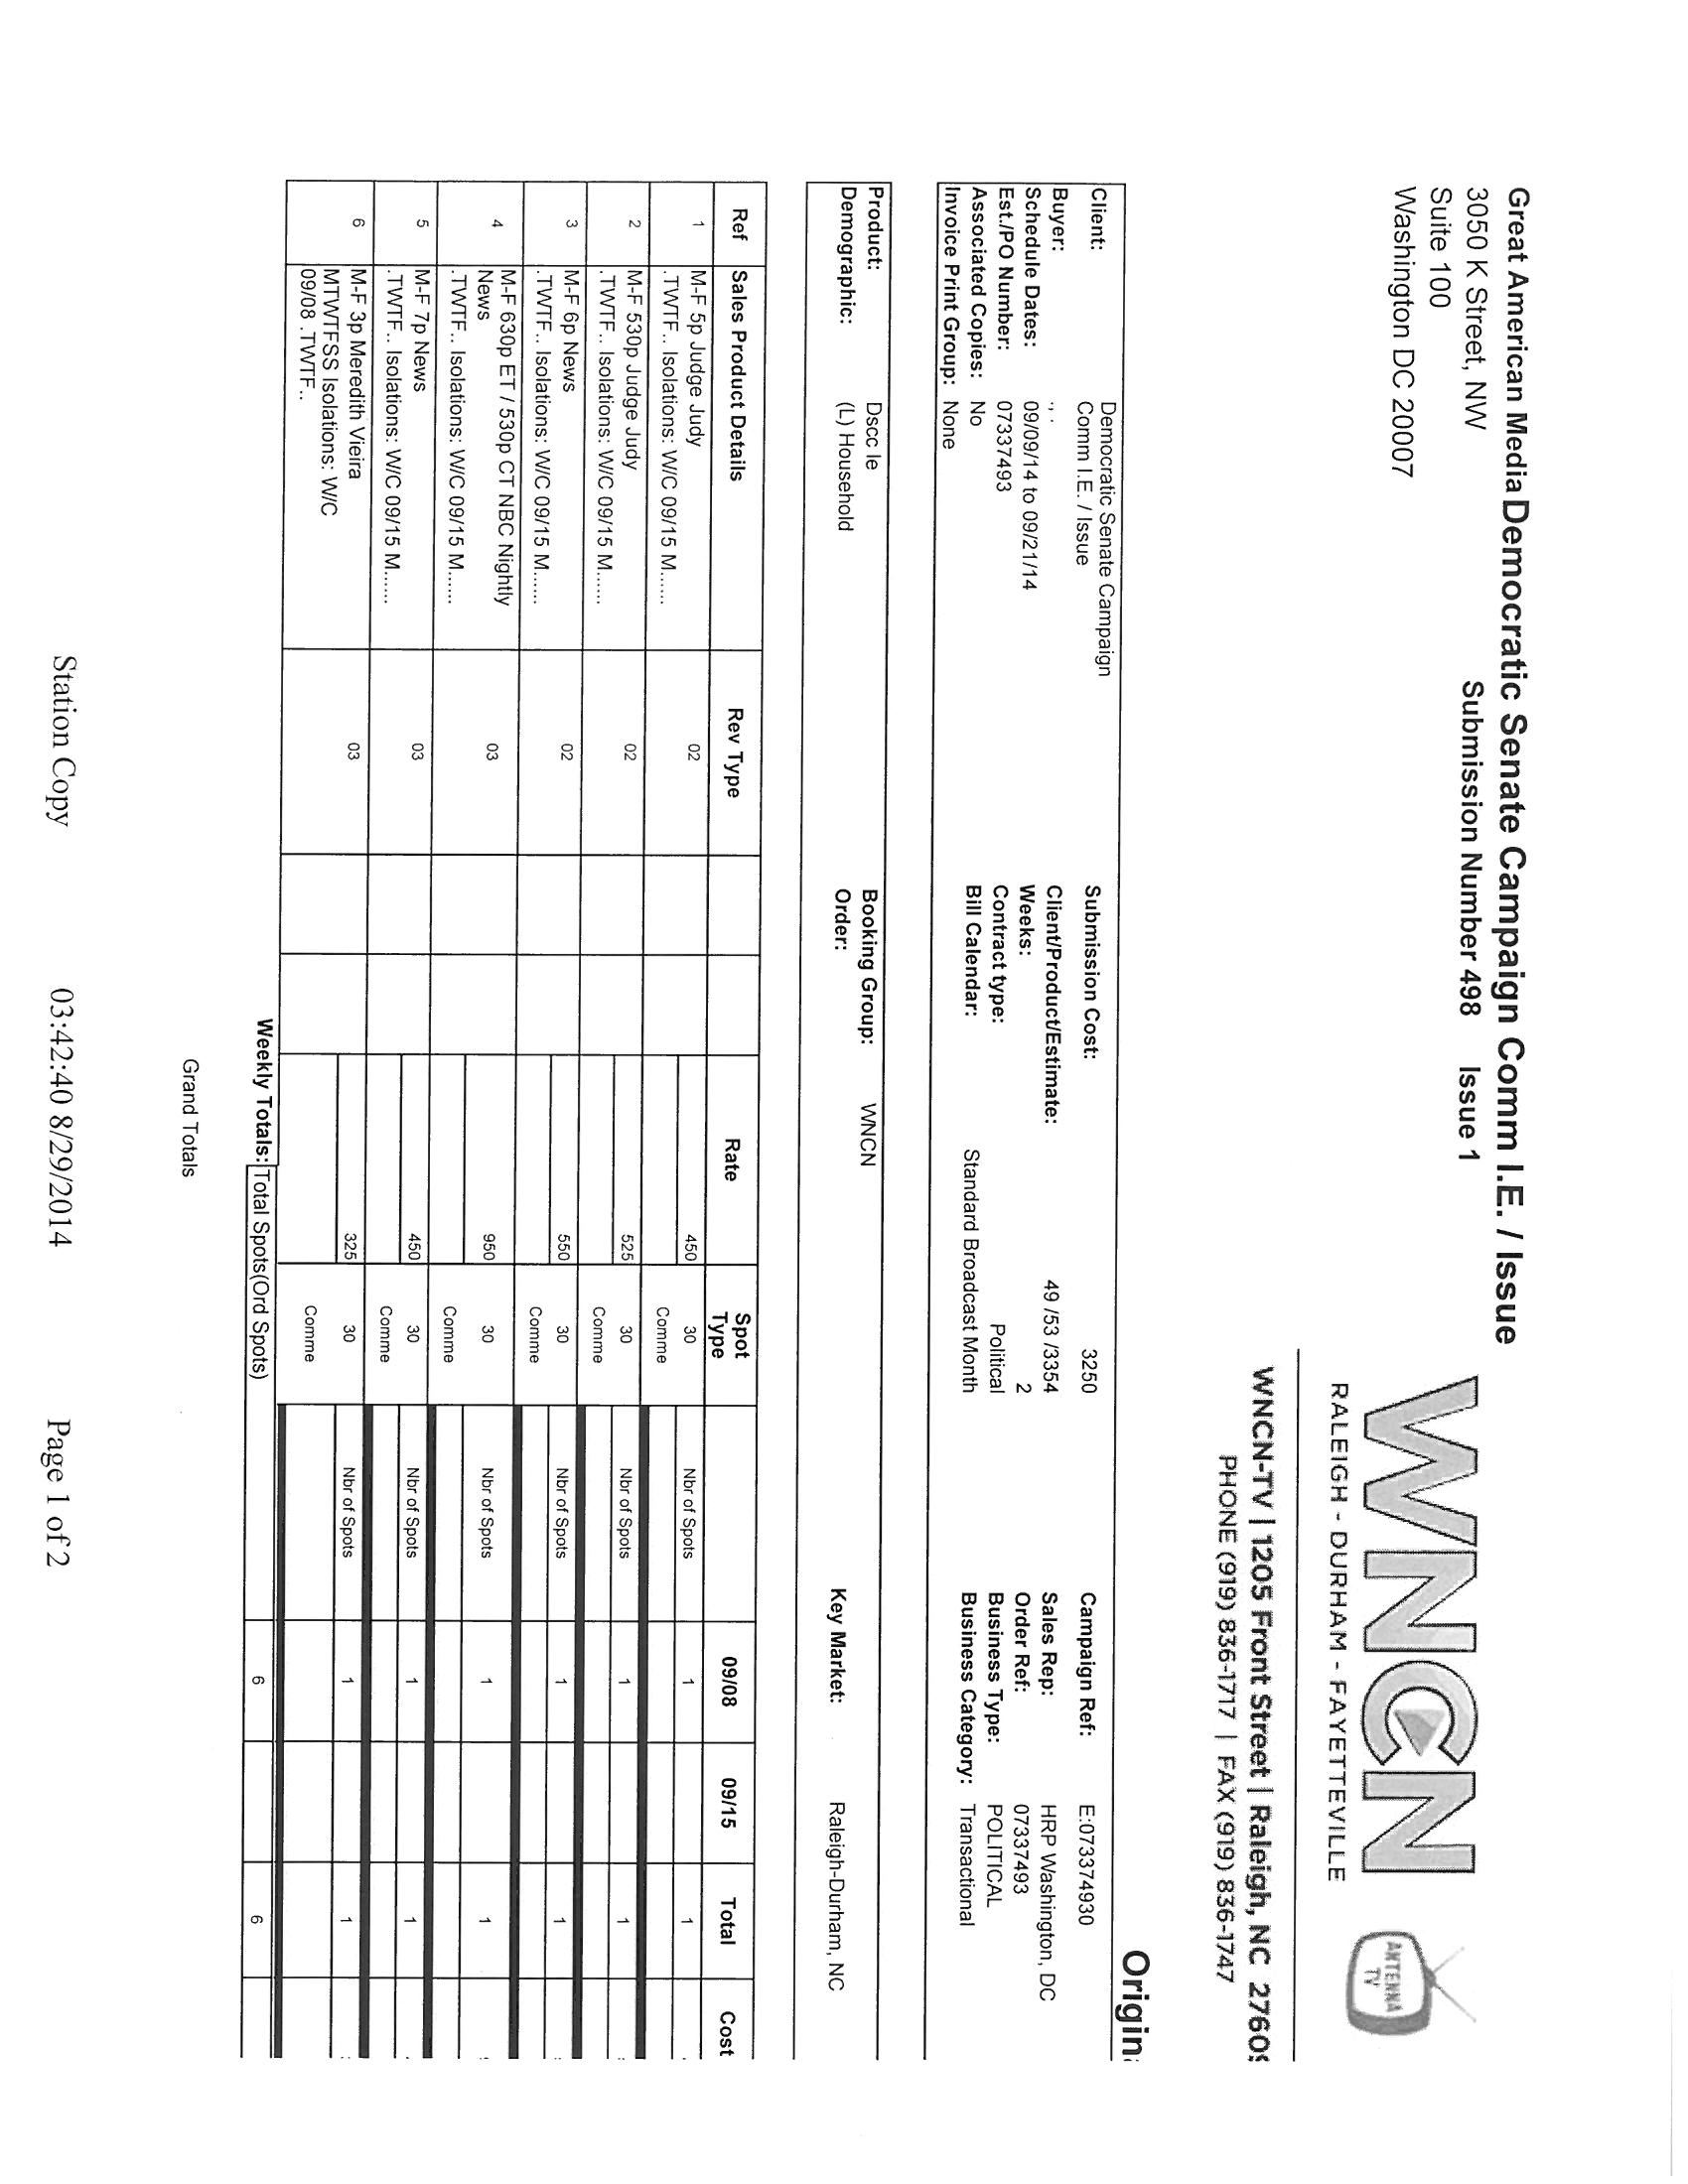 Great American Media Democratic Senate Campaign Comm I.E. / Issue
3050 K Street, NW Submission Number 498 Issue 1
Suite 100
Washington DC 20007
WNCN
RALEIGH - DURHAM - FAYETTEVILLE
ANTENNA
TV
WNCN-TV | 1205 Front Street | Raleigh, NC 2760
PHONE (919) 836-1717 | FAX (919) 836-1747
Origin
Client: Democratic Senate Campaign
Comm I.E. / Issue Submission Cost: 3250 Campaign Ref: E:073374930
Buyer: ., . Client/Product/Estimate: 49 /53 /3354 Sales Rep: HRP Washington, DC
Schedule Dates: 09/09/14 to 09/21/14 Weeks: 2 Order Ref: 07337493
Est./PO Number: 07337493 Contract type: Political Business Type: POLITICAL
Associated Copies: No Bill Calendar: Standard Broadcast Month Business Category: Transactional
Invoice Print Group: None
Product: Dscc Ie Booking Group: WNCN
Demographic: (L) Household Order: Key Market: Raleigh-Durham, NC
Ref Sales Product Details Rev Type Rate Spot Type 09/08 09/15 Total Cost
1 M-F 5p Judge Judy 02 450 30 Nbr of Spots 1 1
.TWTF.. Isolations: W/C 09/15 M...... Comme
2 M-F 530p Judge Judy 02 525 30 Nbr of Spots 1 1
.TWTF.. Isolations: W/C 09/15 M...... Comme
3 M-F 6p News 02 550 30 Nbr of Spots 1 1
.TWTF.. Isolations: W/C 09/15 M...... Comme
4 M-F 630p ET / 530p CT NBC Nightly 03 950 30 Nbr of Spots 1 1
News
.TWTF.. Isolations: W/C 09/15 M...... Comme
5 M-F 7p News 03 450 30 Nbr of Spots 1 1
.TWTF.. Isolations: W/C 09/15 M...... Comme
6 M-F 3p Meredith Vieira 03 325 30 Nbr of Spots 1 1
MTWTFSS Isolations: W/C
09/08 .TWTF.. Comme
Weekly Totals: Total Spots(Ord Spots) 6 6
Grand Totals
Station Copy 03:42:40 8/29/2014 Page 1 of 2